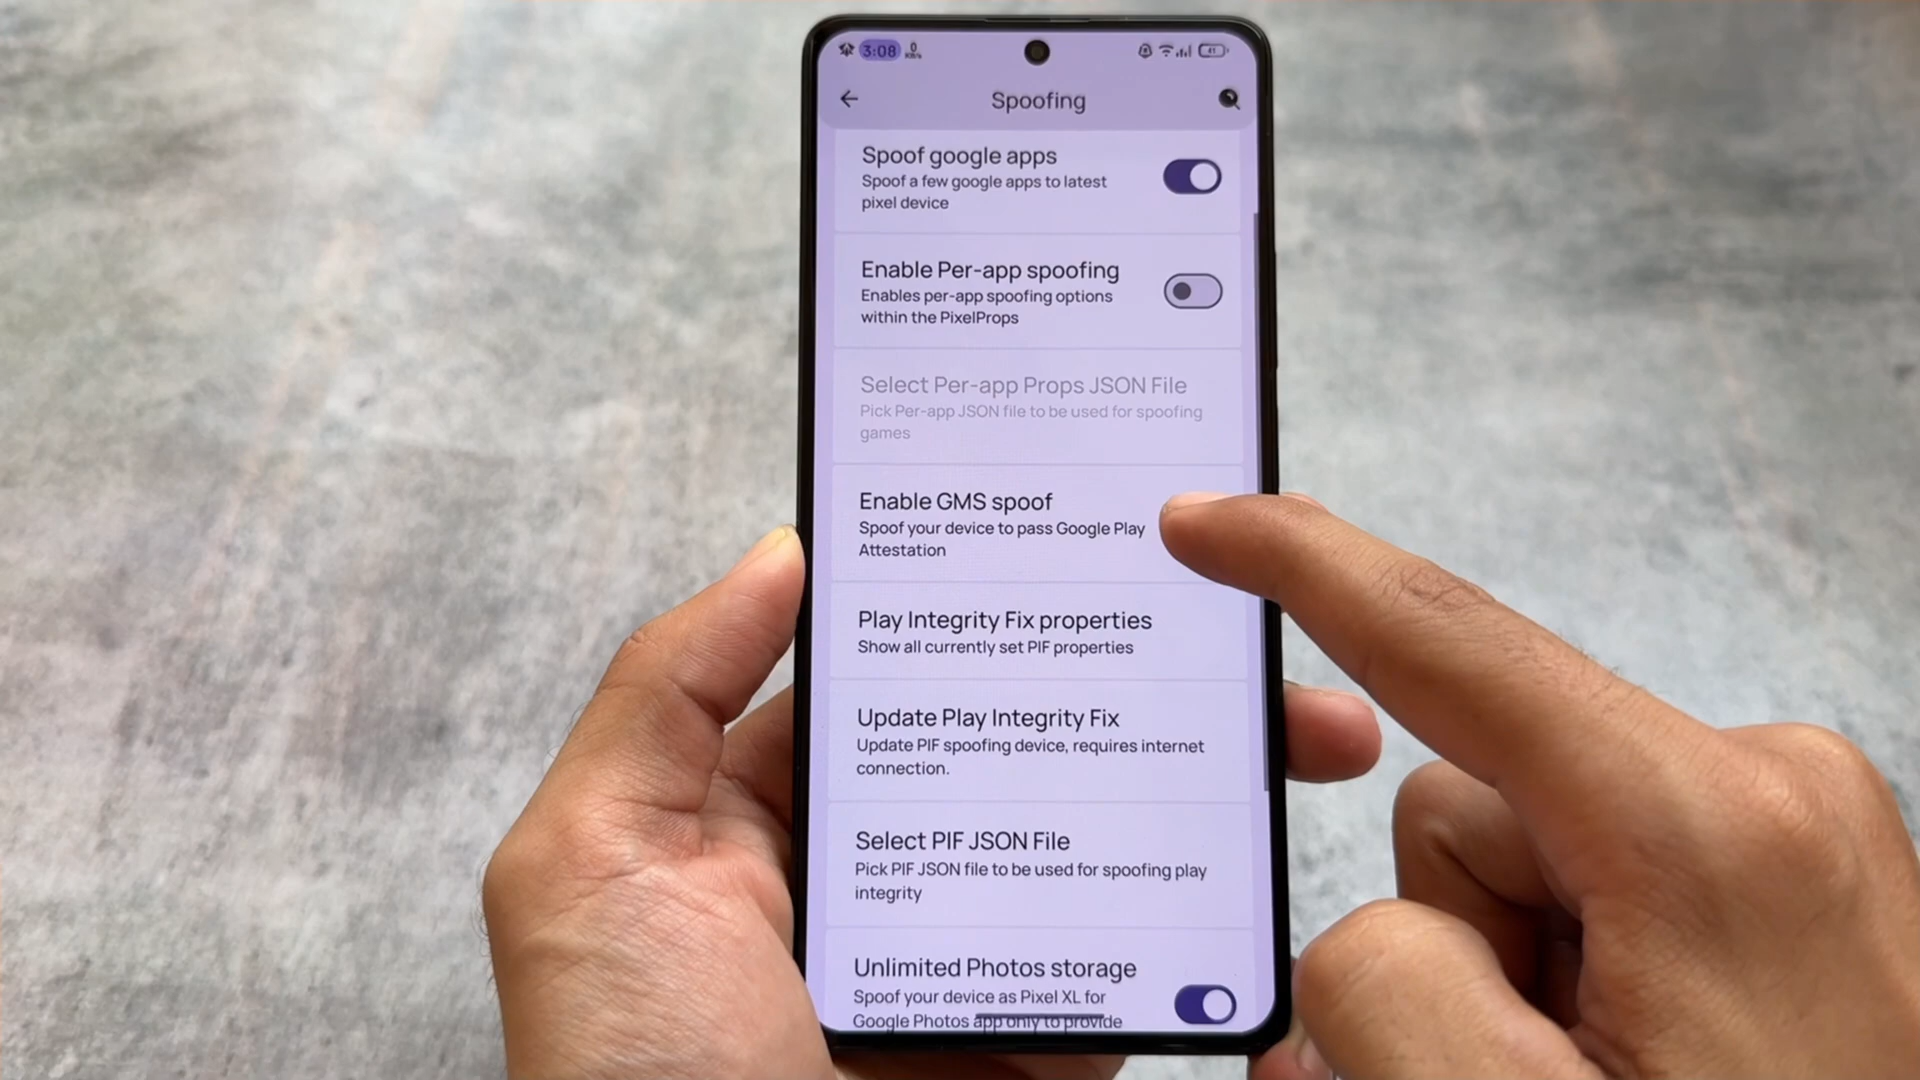 3:08
0
KB/s
41
Spoofing
Spoof google apps
Spoof a few google apps to latest
pixel device
Enable Per-app spoofing
Enables per-app spoofing options
within the PixelProps
Select Per-app Props JSON File
Pick Per-app JSON file to be used for spoofing
games
Enable GMS spoof
Spoof your device to pass Google Play
Attestation
Play Integrity Fix properties
Show all currently set PIF properties
Update Play Integrity Fix
Update PIF spoofing device, requires internet
connection.
Select PIF JSON File
Pick PIF JSON file to be used for spoofing play
integrity
Unlimited Photos storage
Spoof your device as Pixel XL for
Google Photos app only to provide